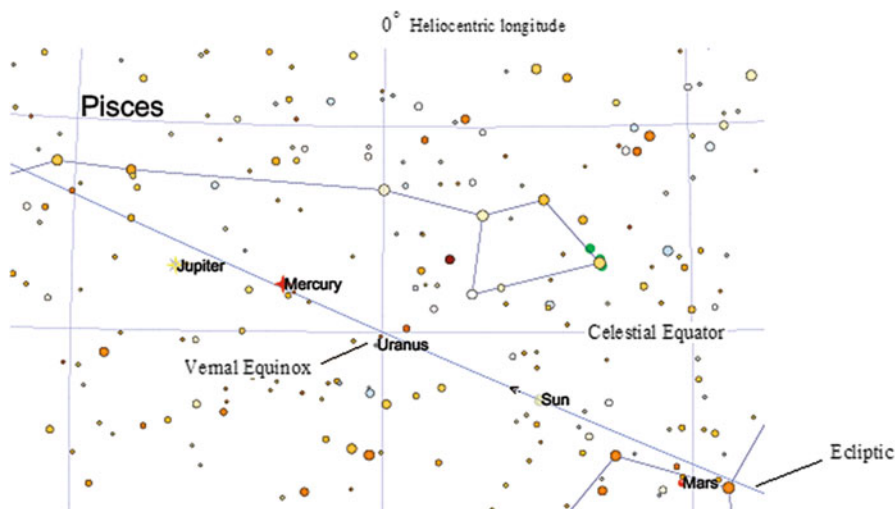 0° Heliocentric longitude
Pisces
Jupiter
Mercury
Celestial Equator
Uranus
Vernal Equinox
Sun
Ecliptic
Mars